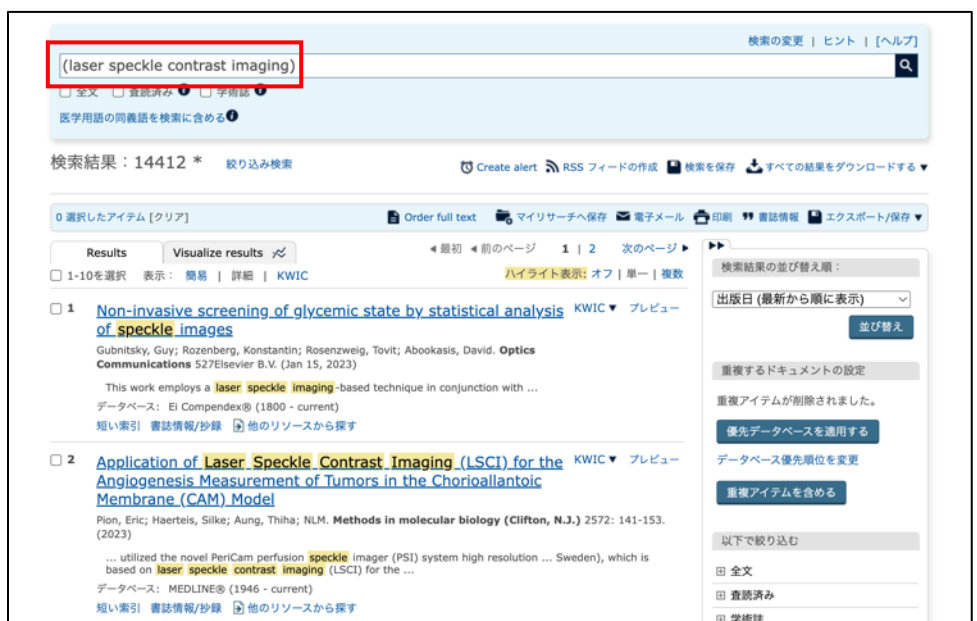 検索の変更 | ヒント | [ヘルプ]
(laser speckle contrast imaging)
全文 査読済み 学術誌
医学用語の同義語を検索に含める
検索結果：14412 * 絞り込み検索
Create alert RSS フィードの作成 検索を保存 すべての結果をダウンロードする ▼
0 選択したアイテム [クリア]
Order full text マイリサーチへ保存 電子メール 印刷 書誌情報 エクスポート/保存 ▼
Results Visualize results
◀最初 ◀前のページ 1 | 2 次のページ ▶
1-10を選択 表示： 簡易 | 詳細 | KWIC
ハイライト表示: オフ | 単一 | 複数
1 Non-invasive screening of glycemic state by statistical analysis KWIC ▼ プレビュー
of speckle images
Gubnitsky, Guy; Rozenberg, Konstantin; Rosenzweig, Tovit; Abookasis, David. Optics
Communications 527Elsevier B.V. (Jan 15, 2023)
This work employs a laser speckle imaging-based technique in conjunction with ...
データベース: Ei Compendex® (1800 - current)
短い索引 書誌情報/抄録 他のリソースから探す
2 Application of Laser Speckle Contrast Imaging (LSCI) for the KWIC ▼ プレビュー
Angiogenesis Measurement of Tumors in the Chorioallantoic
Membrane (CAM) Model
Pion, Eric; Haerteis, Silke; Aung, Thiha; NLM. Methods in molecular biology (Clifton, N.J.) 2572: 141-153.
(2023)
... utilized the novel PeriCam perfusion speckle imager (PSI) system high resolution ... Sweden), which is
based on laser speckle contrast imaging (LSCI) for the ...
データベース: MEDLINE® (1946 - current)
短い索引 書誌情報/抄録 他のリソースから探す
検索結果の並び替え順：
出版日 (最新から順に表示)
並び替え
重複するドキュメントの設定
重複アイテムが削除されました。
優先データベースを適用する
データベース優先順位を変更
重複アイテムを含める
以下で絞り込む
全文
査読済み
学術誌